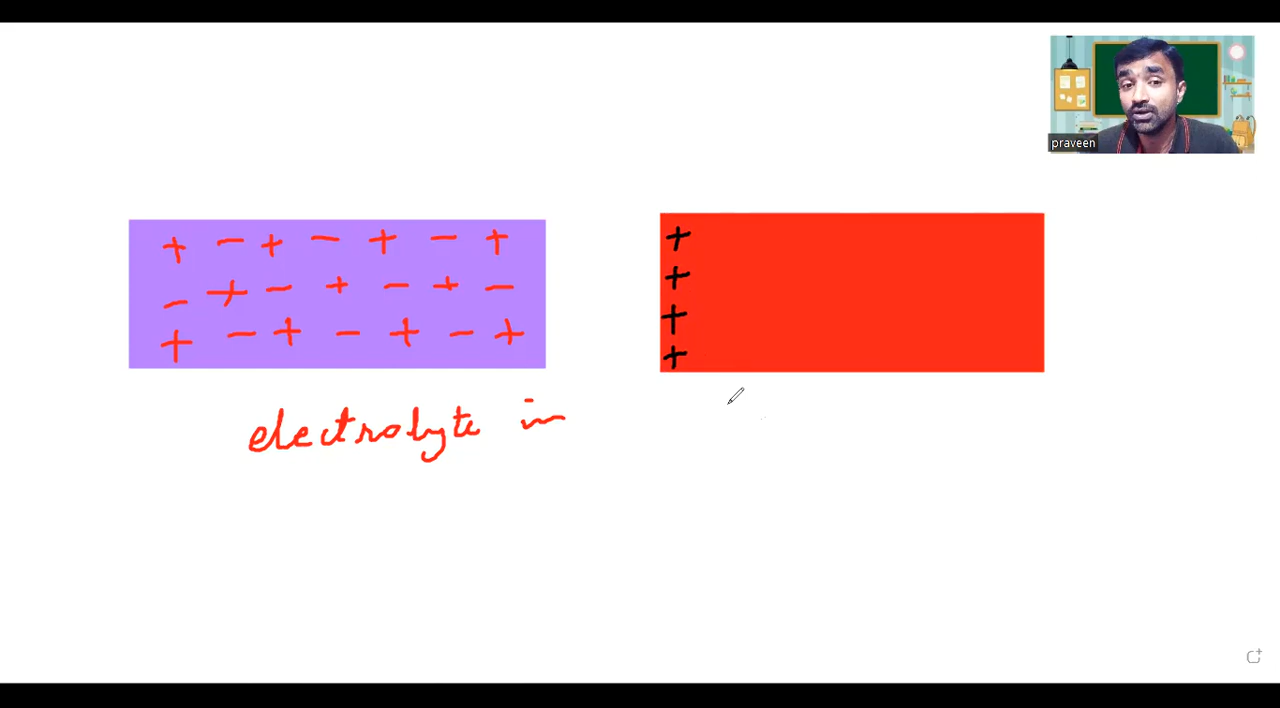 praveen
+ - + - + - +
- + - + - + -
+ - + - + - +
+
+
+
+
electrolyte in